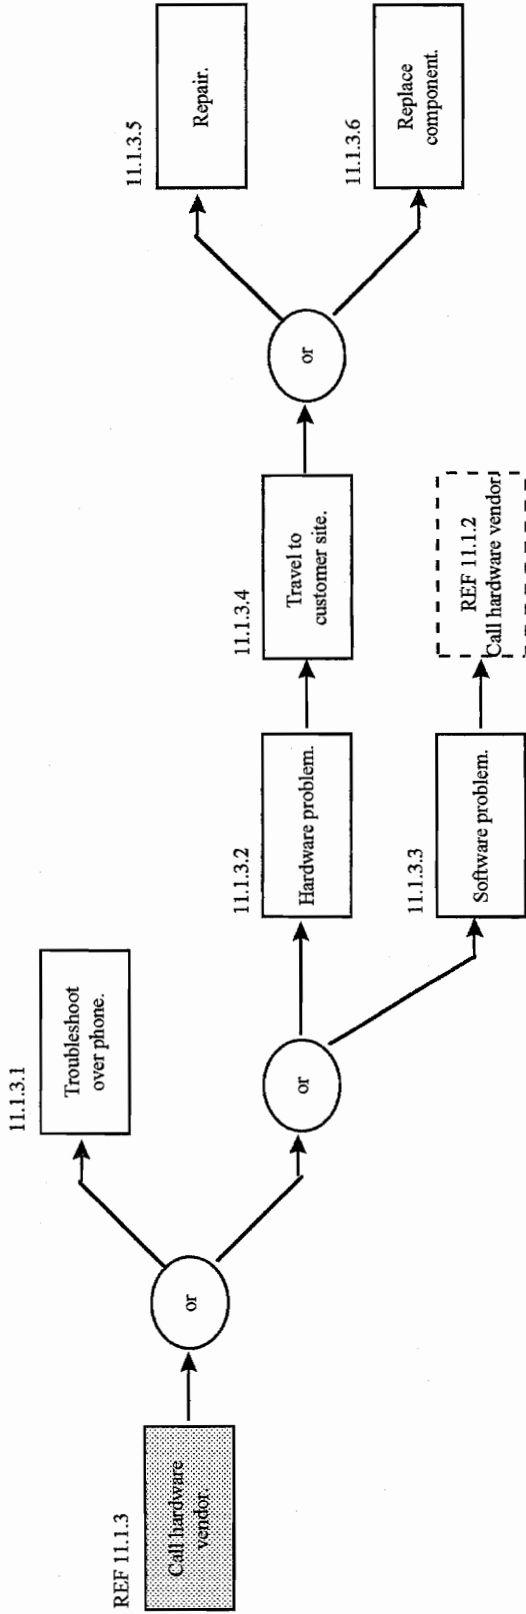 REF 11.1.3
Call hardware
vendor.
or
11.1.3.1
Troubleshoot
over phone.
or
11.1.3.2
Hardware problem.
11.1.3.3
Software problem.
11.1.3.4
Travel to
customer site.
REF 11.1.2
Call hardware vendor.
or
11.1.3.5
Repair.
11.1.3.6
Replace
component.